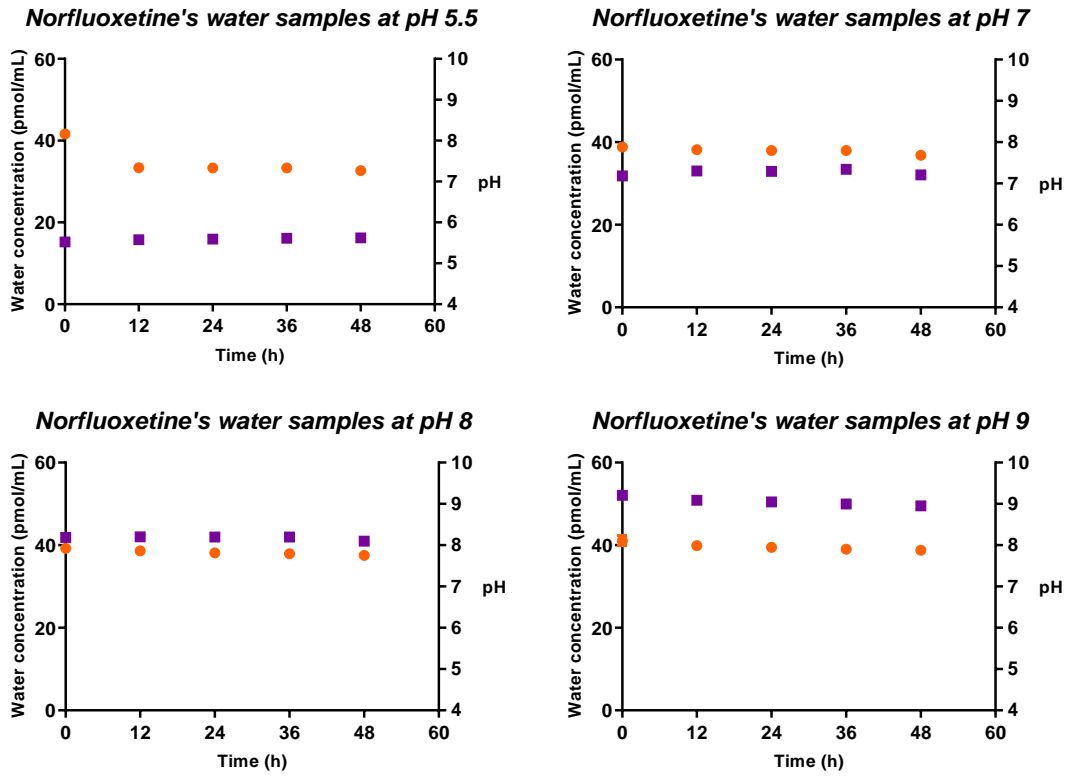 Norfluoxetine's water samples at pH 5.5
Water concentration (pmol/mL)
60
40
20
0
10
9
8
7
6
5
4
pH
0 12 24 36 48 60
Time (h)
Norfluoxetine's water samples at pH 7
Water concentration (pmol/mL)
60
40
20
0
10
9
8
7
6
5
4
pH
0 12 24 36 48 60
Time (h)
Norfluoxetine's water samples at pH 8
Water concentration (pmol/mL)
60
40
20
0
10
9
8
7
6
5
4
pH
0 12 24 36 48 60
Time (h)
Norfluoxetine's water samples at pH 9
Water concentration (pmol/mL)
60
40
20
0
10
9
8
7
6
5
4
pH
0 12 24 36 48 60
Time (h)